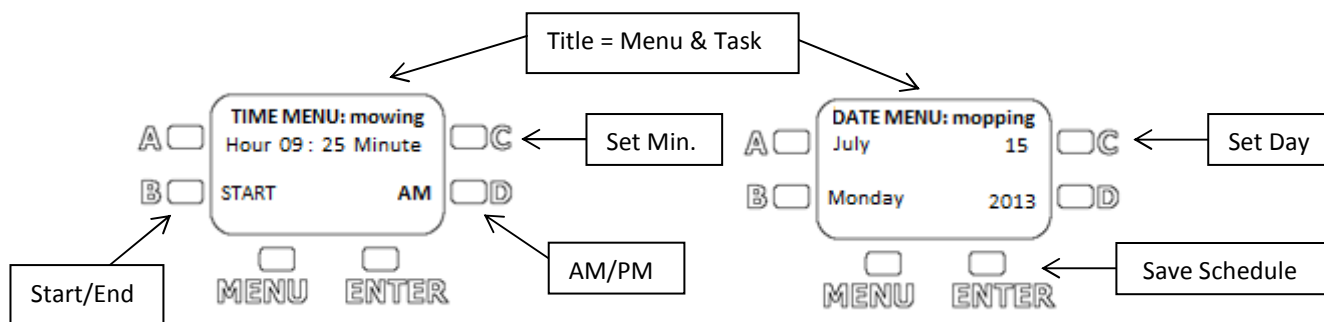 Title = Menu & Task
TIME MENU: mowing
A
Hour 09 : 25 Minute
C
Set Min.
B
START
AM
D
MENU
ENTER
Start/End
AM/PM
DATE MENU: mopping
A
July
15
C
Set Day
B
Monday
2013
D
MENU
ENTER
Save Schedule